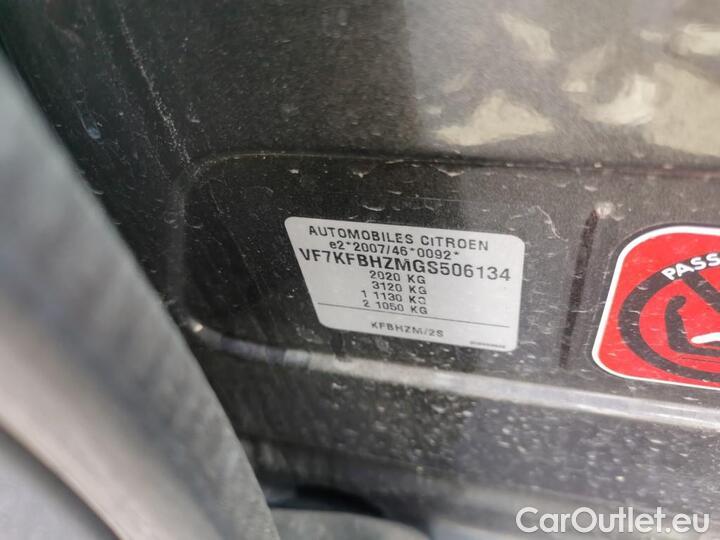 AUTOMOBILES CITROEN
e2*2007/46*0092*
VF7KFBHZMGS506134
2020 KG
3120 KG
1 1130 KG
2 1050 KG
KFBHZM/2S
PASS
CarOutlet.eu